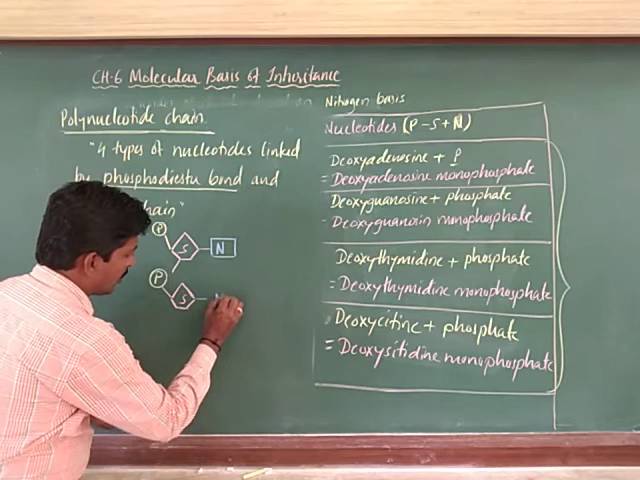 CH-6 Molecular Basis of Inheritance
Polynucleotide chain.
"4 types of nucleotides linked
by phosphodiestu bond and
chain"
P
S N
P
S
Nitrogen basis
Nucleotides (P-S+N)
Deoxyadenosine + P
= Deoxyadenosine monophosphate
Deoxyguanosine + phosphate
Deoxyguanosin monophosphate
Deoxythymidine + phosphate
= Deoxythymidine monophosphate
Deoxycitine + phosphate
= Deoxysitidine monophosphate